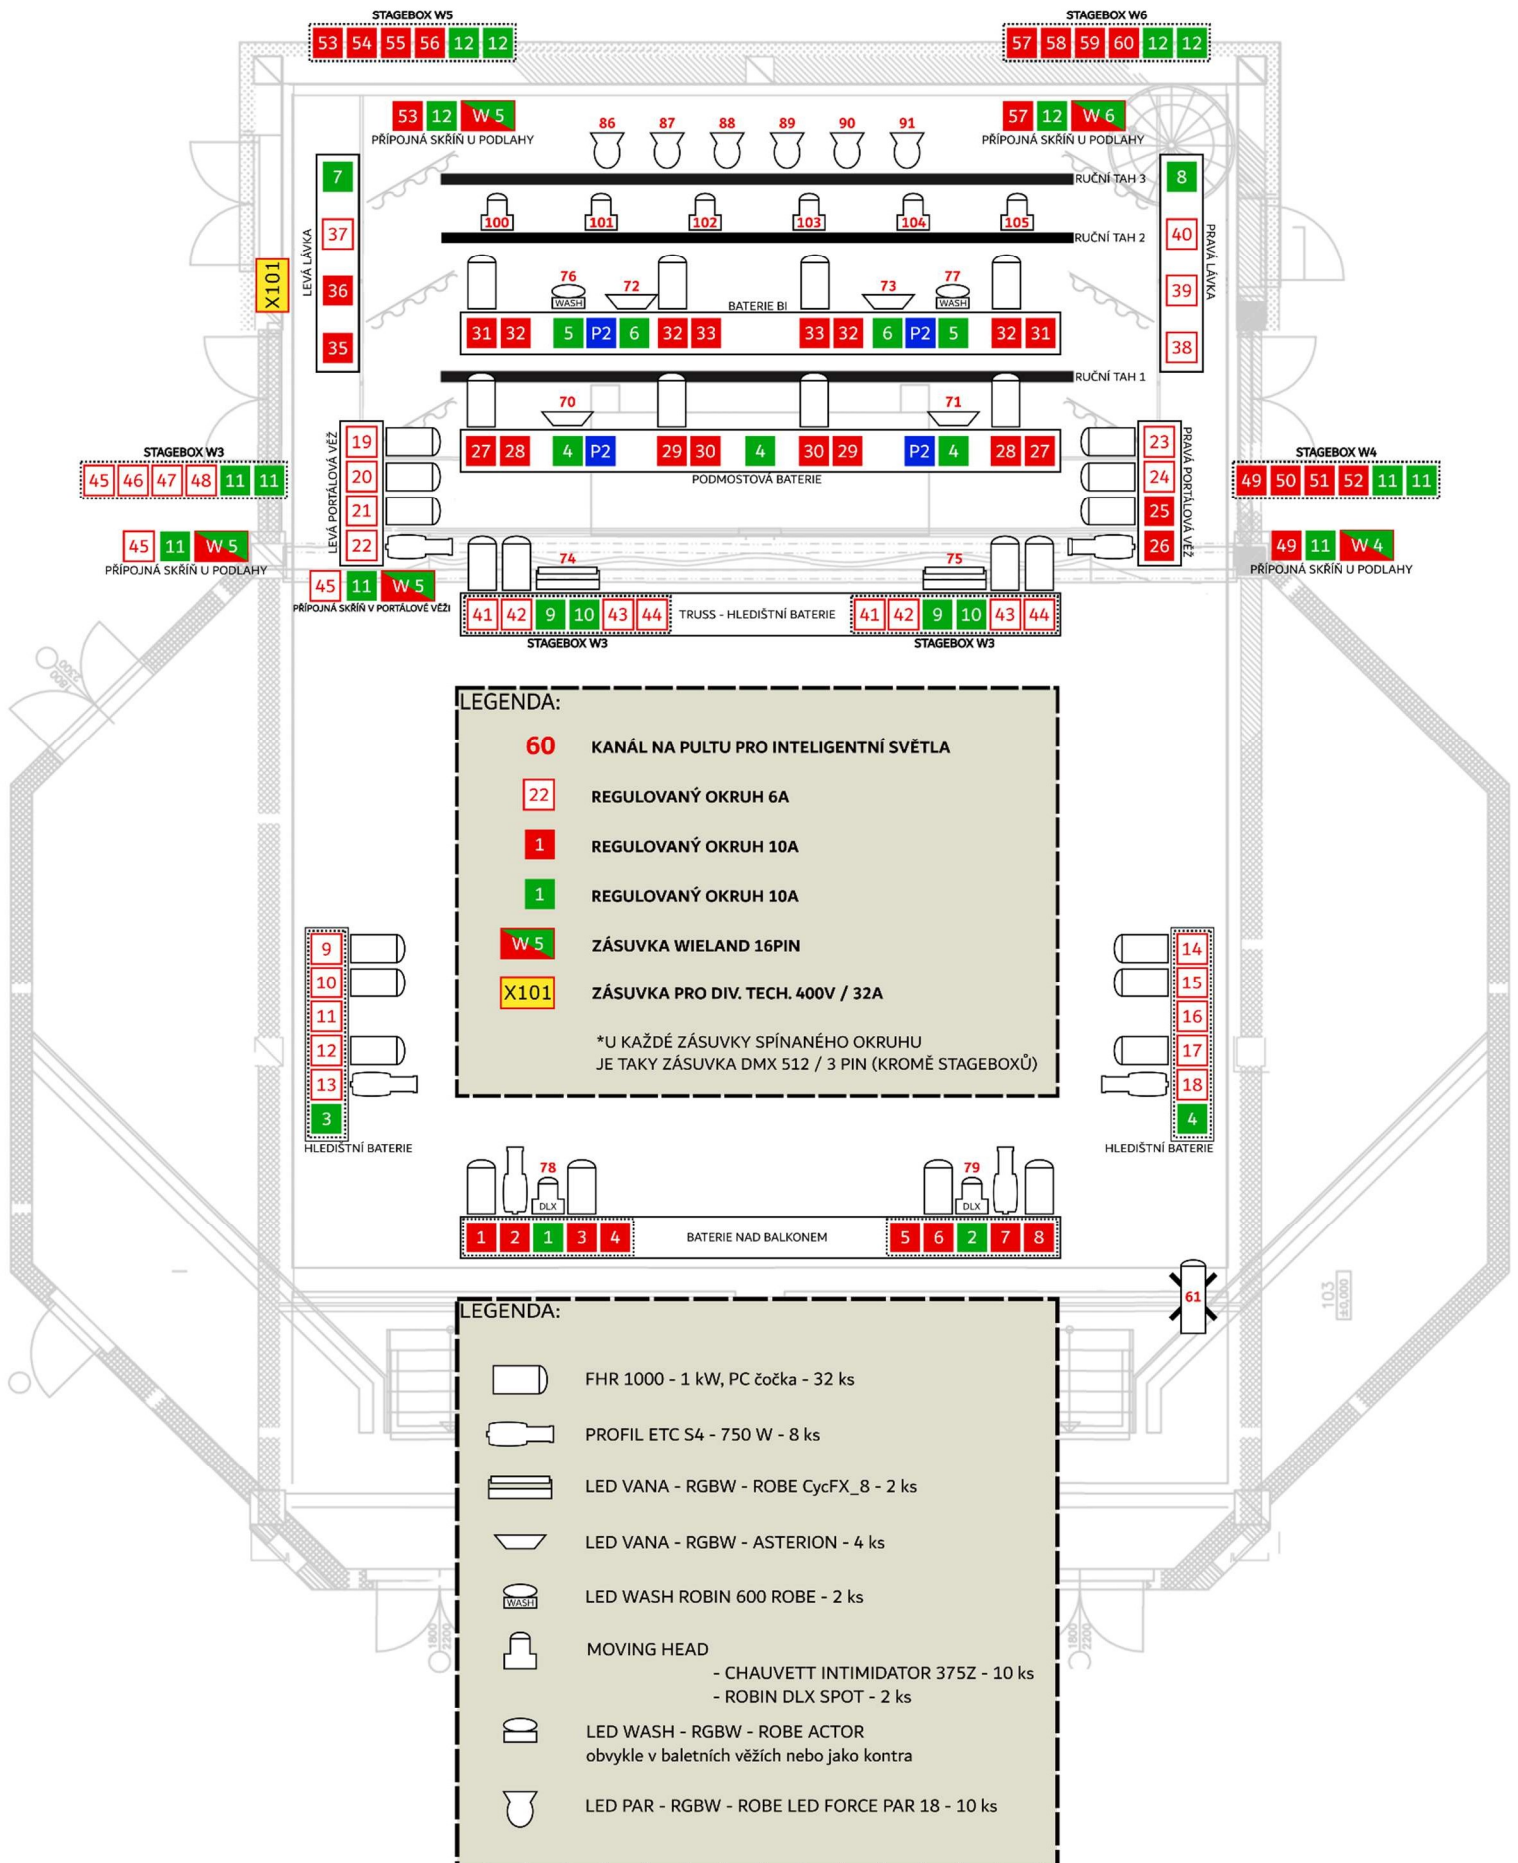 STAGEBOX W5
STAGEBOX W6
53 54 55 56 12 12
57 58 59 60 12 12
53 12 W 5
PŘÍPOJNÁ SKŘÍŇ U PODLAHY
57 12 W 6
PŘÍPOJNÁ SKŘÍŇ U PODLAHY
86 87 88 89 90 91
RUČNÍ TAH 3
100 101 102 103 104 105
RUČNÍ TAH 2
LEVÁ LÁVKA
7
37
36
35
X101
PRAVÁ LÁVKA
8
40
39
38
76 72 73 77
WASH WASH
BATERIE BI
31 32 5 P2 6 32 33 33 32 6 P2 5 32 31
RUČNÍ TAH 1
70 71
27 28 4 P2 29 30 4 30 29 P2 4 28 27
PODMOSTOVÁ BATERIE
LEVÁ PORTÁLOVÁ VĚŽ
19
20
21
22
PRAVÁ PORTÁLOVÁ VĚŽ
23
24
25
26
STAGEBOX W3
45 46 47 48 11 11
STAGEBOX W4
49 50 51 52 11 11
45 11 W 5
PŘÍPOJNÁ SKŘÍŇ U PODLAHY
49 11 W 4
PŘÍPOJNÁ SKŘÍŇ U PODLAHY
45 11 W 5
PŘÍPOJNÁ SKŘÍŇ V PORTÁLOVÉ VĚŽI
74 75
41 42 9 10 43 44 TRUSS - HLEDIŠTNÍ BATERIE 41 42 9 10 43 44
STAGEBOX W3 STAGEBOX W3
1800
2300
LEGENDA:
60 KANÁL NA PULTU PRO INTELIGENTNÍ SVĚTLA
22 REGULOVANÝ OKRUH 6A
1 REGULOVANÝ OKRUH 10A
1 REGULOVANÝ OKRUH 10A
W 5 ZÁSUVKA WIELAND 16PIN
X101 ZÁSUVKA PRO DIV. TECH. 400V / 32A
*U KAŽDÉ ZÁSUVKY SPÍNANÉHO OKRUHU
JE TAKY ZÁSUVKA DMX 512 / 3 PIN (KROMĚ STAGEBOXŮ)
9
10
11
12
13
3
HLEDIŠTNÍ BATERIE
14
15
16
17
18
4
HLEDIŠTNÍ BATERIE
78 79
DLX DLX
1 2 1 3 4 BATERIE NAD BALKONEM 5 6 2 7 8
61
103
±0,000
LEGENDA:
FHR 1000 - 1 kW, PC čočka - 32 ks
PROFIL ETC S4 - 750 W - 8 ks
LED VANA - RGBW - ROBE CycFX_8 - 2 ks
LED VANA - RGBW - ASTERION - 4 ks
WASH LED WASH ROBIN 600 ROBE - 2 ks
MOVING HEAD
- CHAUVETT INTIMIDATOR 375Z - 10 ks
- ROBIN DLX SPOT - 2 ks
LED WASH - RGBW - ROBE ACTOR
obvykle v baletních věžích nebo jako kontra
LED PAR - RGBW - ROBE LED FORCE PAR 18 - 10 ks
1800
2200
1800
2200